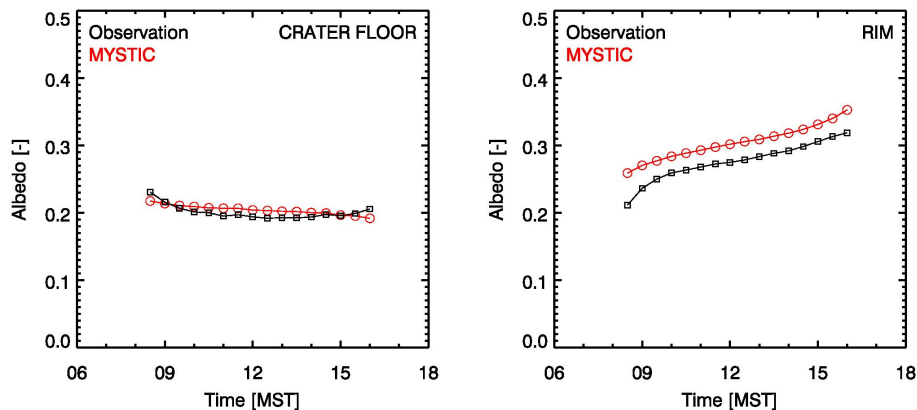 Observation CRATER FLOOR
MYSTIC
0.5
0.4
0.3
0.2
0.1
0.0
Albedo [-]
06 09 12 15 18
Time [MST]
Observation RIM
MYSTIC
0.5
0.4
0.3
0.2
0.1
0.0
Albedo [-]
06 09 12 15 18
Time [MST]